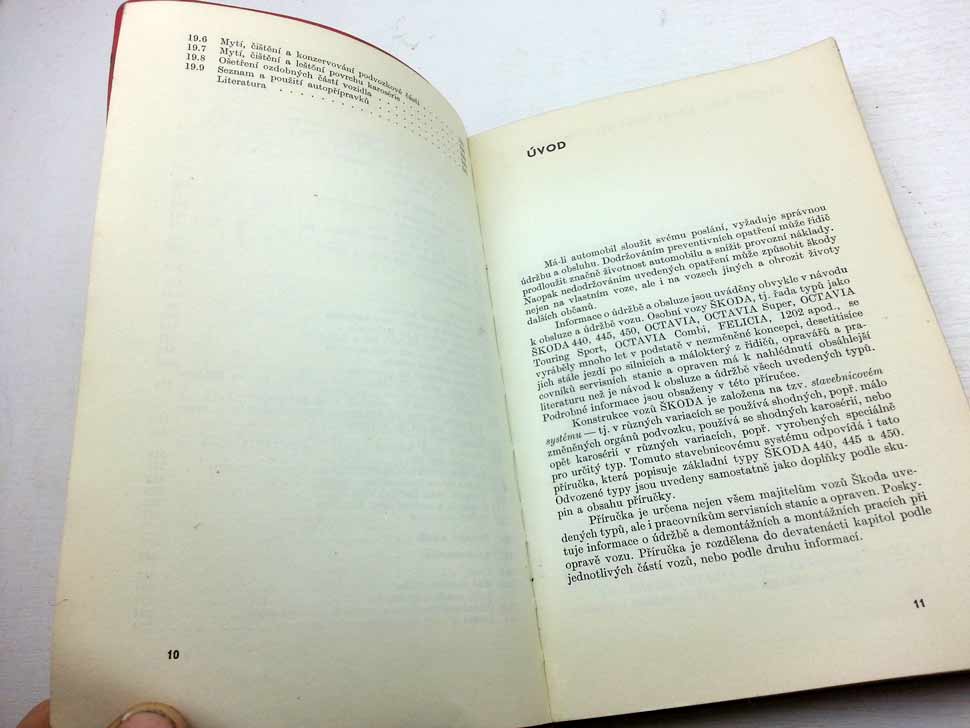 19.6 Mytí, čištění a konzervování podvozkové části
19.7 Mytí, čištění a leštění povrchu karosérie
19.8 Ošetření ozdobných částí vozidla
19.9 Seznam a použití autopřípravků
Literatura
10
ÚVOD
Má-li automobil sloužit svému poslání, vyžaduje správnou
údržbu a obsluhu. Dodržováním preventivních opatření může řidič
prodloužit značně životnost automobilu a snížit provozní náklady.
Naopak nedodržováním uvedených opatření může způsobit škody
nejen na vlastním voze, ale i na vozech jiných a ohrozit životy
dalších občanů.
Informace o údržbě a obsluze jsou uváděny obvykle v návodu
k obsluze a údržbě vozu. Osobní vozy ŠKODA, tj. řada typů jako
ŠKODA 440, 445, 450, OCTAVIA, OCTAVIA Super, OCTAVIA
Touring Sport, OCTAVIA Combi, FELICIA, 1202 apod., se
vyráběly mnoho let v podstatě v nezměněné koncepci, desetitisíce
jich stále jezdí po silnicích a málokterý z řidičů, opravářů a pra-
covníků servisních stanic a opraven má k nahlédnutí obsáhlejší
literaturu než je návod k obsluze a údržbě všech uvedených typů.
Podrobné informace jsou obsaženy v této příručce.
Konstrukce vozů ŠKODA je založena na tzv. stavebnicovém
systému — tj. v různých variacích se používá shodných, popř. málo
změněných orgánů podvozku, používá se shodných karosérií, nebo
opět karosérií v různých variacích, popř. vyrobených speciálně
pro určitý typ. Tomuto stavebnicovému systému odpovídá i tato
příručka, která popisuje základní typy ŠKODA 440, 445 a 450.
Odvozené typy jsou uvedeny samostatně jako doplňky podle sku-
pin a obsahu příručky.
Příručka je určena nejen všem majitelům vozů Škoda uve-
dených typů, ale i pracovníkům servisních stanic a opraven. Posky-
tuje informace o údržbě a demontážních a montážních pracích při
opravě vozu. Příručka je rozdělena do devatenácti kapitol podle
jednotlivých částí vozů, nebo podle druhu informací.
11